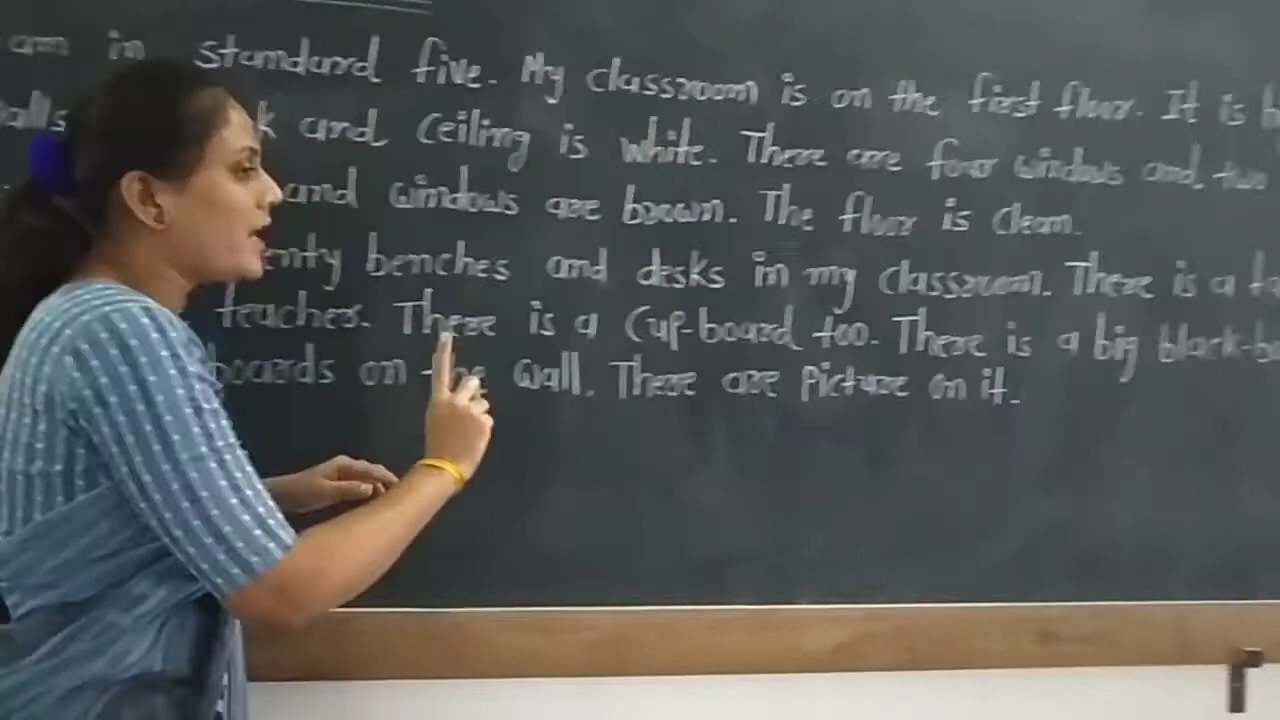 am in standard five. My classroom is on the first floor. It is
walls and ceiling is white. There are four windows and two
and windows are brown. The floor is clean.
benches and desks in my classroom. There is a
teacher. There is a cup-board too. There is a big black-
boards on the wall. There are picture on it.